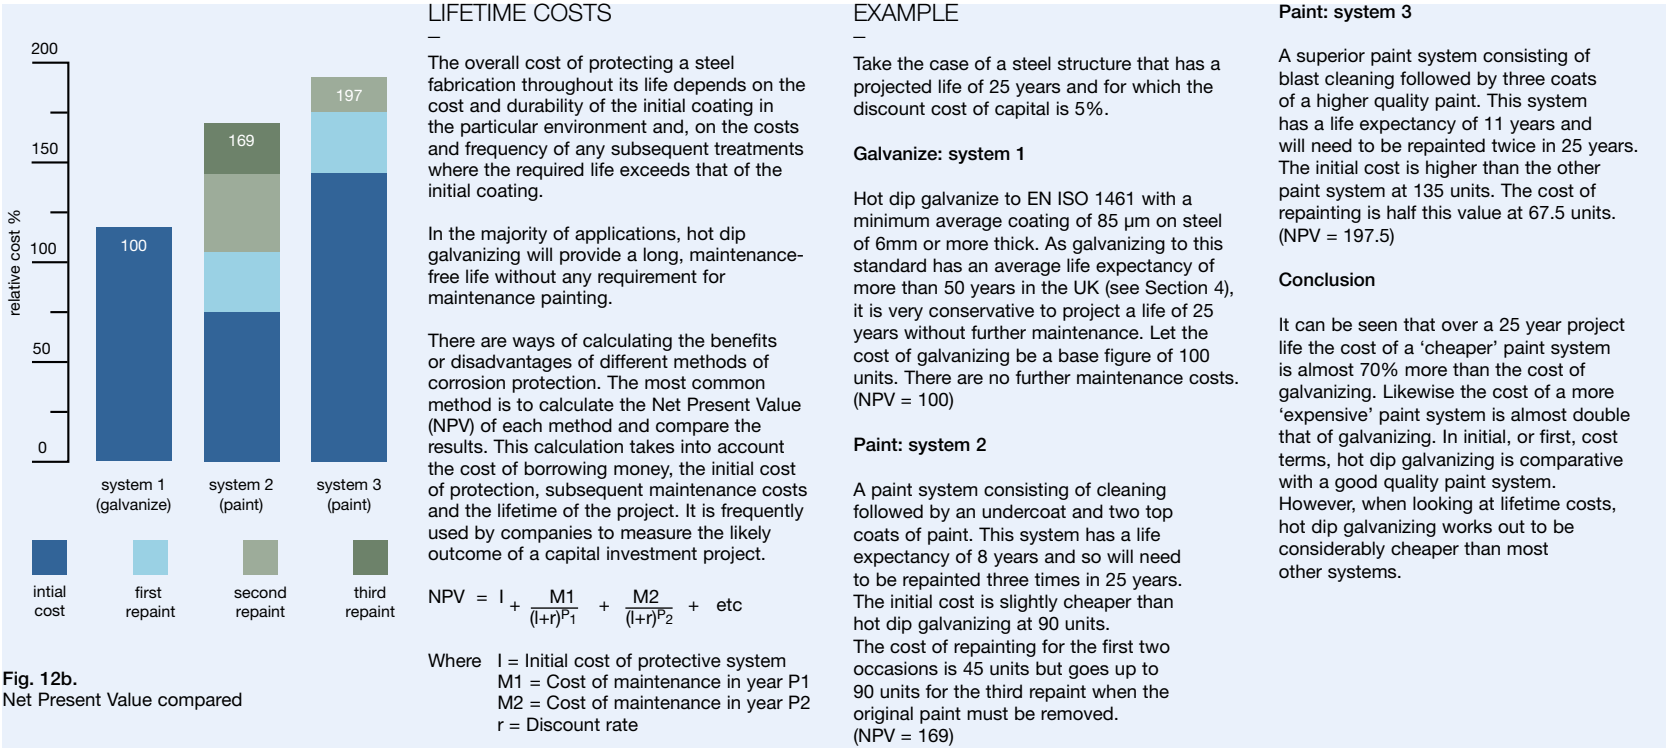 200
150
100
50
0
relative cost %
100
169
197
system 1
(galvanize)
system 2
(paint)
system 3
(paint)
intial
cost
first
repaint
second
repaint
third
repaint
Fig. 12b.
Net Present Value compared
LIFETIME COSTS
–
The overall cost of protecting a steel
fabrication throughout its life depends on the
cost and durability of the initial coating in
the particular environment and, on the costs
and frequency of any subsequent treatments
where the required life exceeds that of the
initial coating.
In the majority of applications, hot dip
galvanizing will provide a long, maintenance-
free life without any requirement for
maintenance painting.
There are ways of calculating the benefits
or disadvantages of different methods of
corrosion protection. The most common
method is to calculate the Net Present Value
(NPV) of each method and compare the
results. This calculation takes into account
the cost of borrowing money, the initial cost
of protection, subsequent maintenance costs
and the lifetime of the project. It is frequently
used by companies to measure the likely
outcome of a capital investment project.
NPV = I + M1/(I+r)^P1 + M2/(I+r)^P2 + etc
Where I = Initial cost of protective system
M1 = Cost of maintenance in year P1
M2 = Cost of maintenance in year P2
r = Discount rate
EXAMPLE
–
Take the case of a steel structure that has a
projected life of 25 years and for which the
discount cost of capital is 5%.
Galvanize: system 1
Hot dip galvanize to EN ISO 1461 with a
minimum average coating of 85 µm on steel
of 6mm or more thick. As galvanizing to this
standard has an average life expectancy of
more than 50 years in the UK (see Section 4),
it is very conservative to project a life of 25
years without further maintenance. Let the
cost of galvanizing be a base figure of 100
units. There are no further maintenance costs.
(NPV = 100)
Paint: system 2
A paint system consisting of cleaning
followed by an undercoat and two top
coats of paint. This system has a life
expectancy of 8 years and so will need
to be repainted three times in 25 years.
The initial cost is slightly cheaper than
hot dip galvanizing at 90 units.
The cost of repainting for the first two
occasions is 45 units but goes up to
90 units for the third repaint when the
original paint must be removed.
(NPV = 169)
Paint: system 3
A superior paint system consisting of
blast cleaning followed by three coats
of a higher quality paint. This system
has a life expectancy of 11 years and
will need to be repainted twice in 25 years.
The initial cost is higher than the other
paint system at 135 units. The cost of
repainting is half this value at 67.5 units.
(NPV = 197.5)
Conclusion
It can be seen that over a 25 year project
life the cost of a ‘cheaper’ paint system
is almost 70% more than the cost of
galvanizing. Likewise the cost of a more
‘expensive’ paint system is almost double
that of galvanizing. In initial, or first, cost
terms, hot dip galvanizing is comparative
with a good quality paint system.
However, when looking at lifetime costs,
hot dip galvanizing works out to be
considerably cheaper than most
other systems.